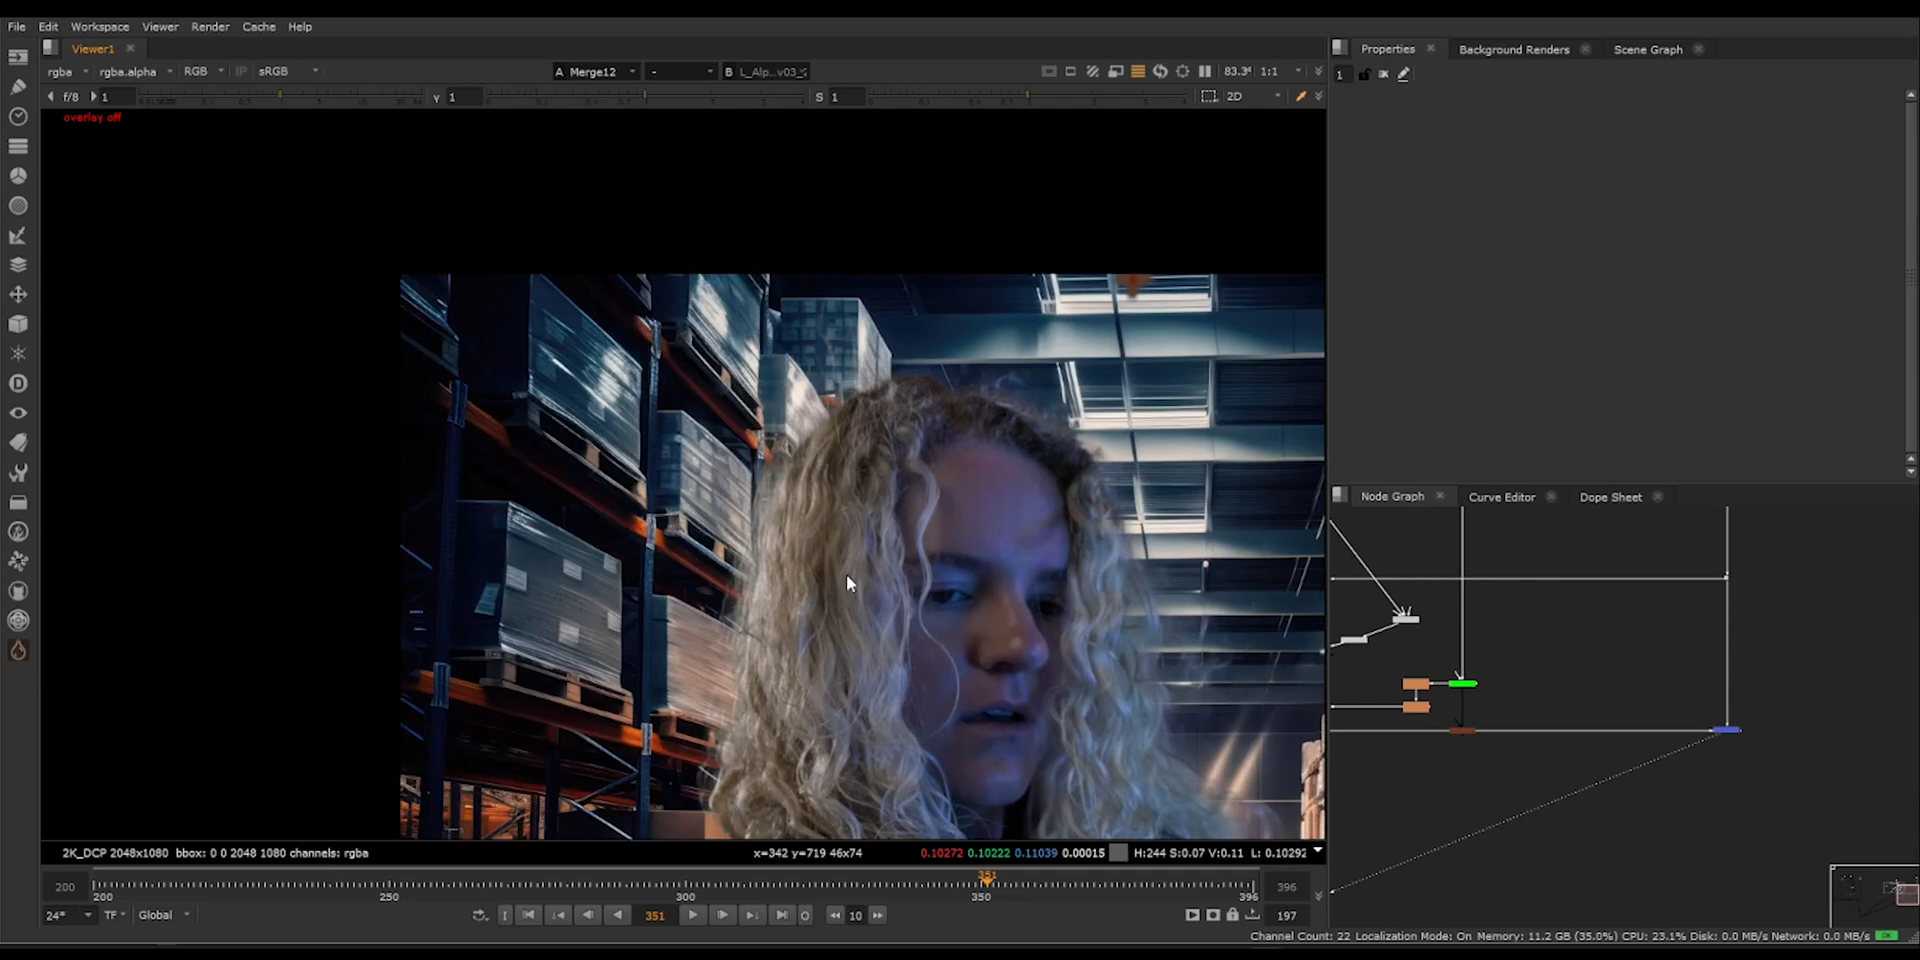 File Edit Workspace Viewer Render Cache Help
Viewer1
Properties Background Renders Scene Graph
rgba rgba.alpha RGB IP sRGB A Merge12 - B L_Alp...v03_ 83.3 1:1
1
f/8 1 Y 1 S 1 2D
overlay off
Node Graph Curve Editor Dope Sheet
2K_DCP 2048x1080 bbox: 0 0 2048 1080 channels: rgba x=342 y=719 46x74 0.10272 0.10222 0.11039 0.00015 H:244 S:0.07 V:0.11 L: 0.10292
351
200 396
200 250 300 350 396
24* TF Global 351 10 197
Channel Count: 22 Localization Mode: On Memory: 11.2 GB (35.0%) CPU: 23.1% Disk: 0.0 MB/s Network: 0.0 MB/s